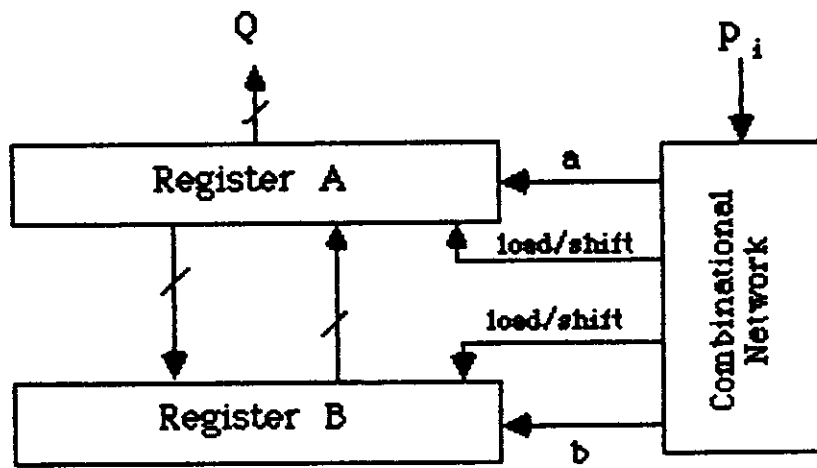 Q
p i
Register A
a
load/shift
load/shift
Register B
b
Combinational
Network